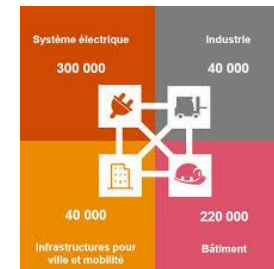 Système électrique
300 000
Industrie
40 000
40 000
Infrastructures pour
ville et mobilité
220 000
Bâtiment